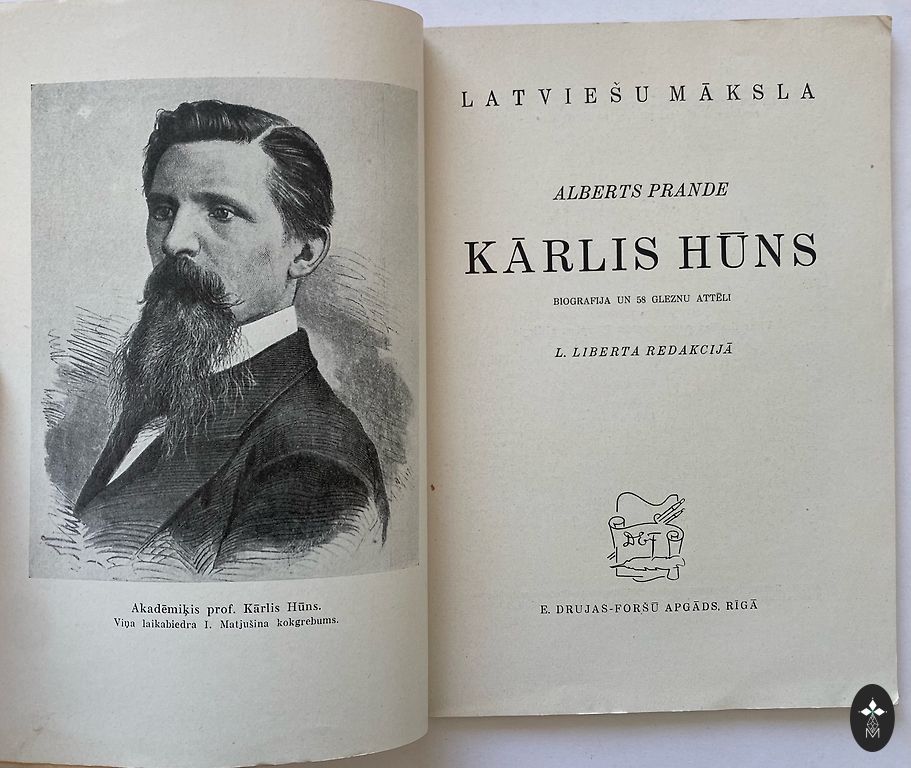 Akadēmiķis prof. Kārlis Hūns.
Viņa laikabiedra I. Matjušina kokgrebums.
LATVIEŠU MĀKSLA
ALBERTS PRANDE
KĀRLIS HŪNS
BIOGRAFIJA UN 58 GLEZNU ATTĒLI
L. LIBERTA REDAKCIJĀ
DEF
E. DRUJAS-FORŠŪ APGĀDS, RĪGĀ
M